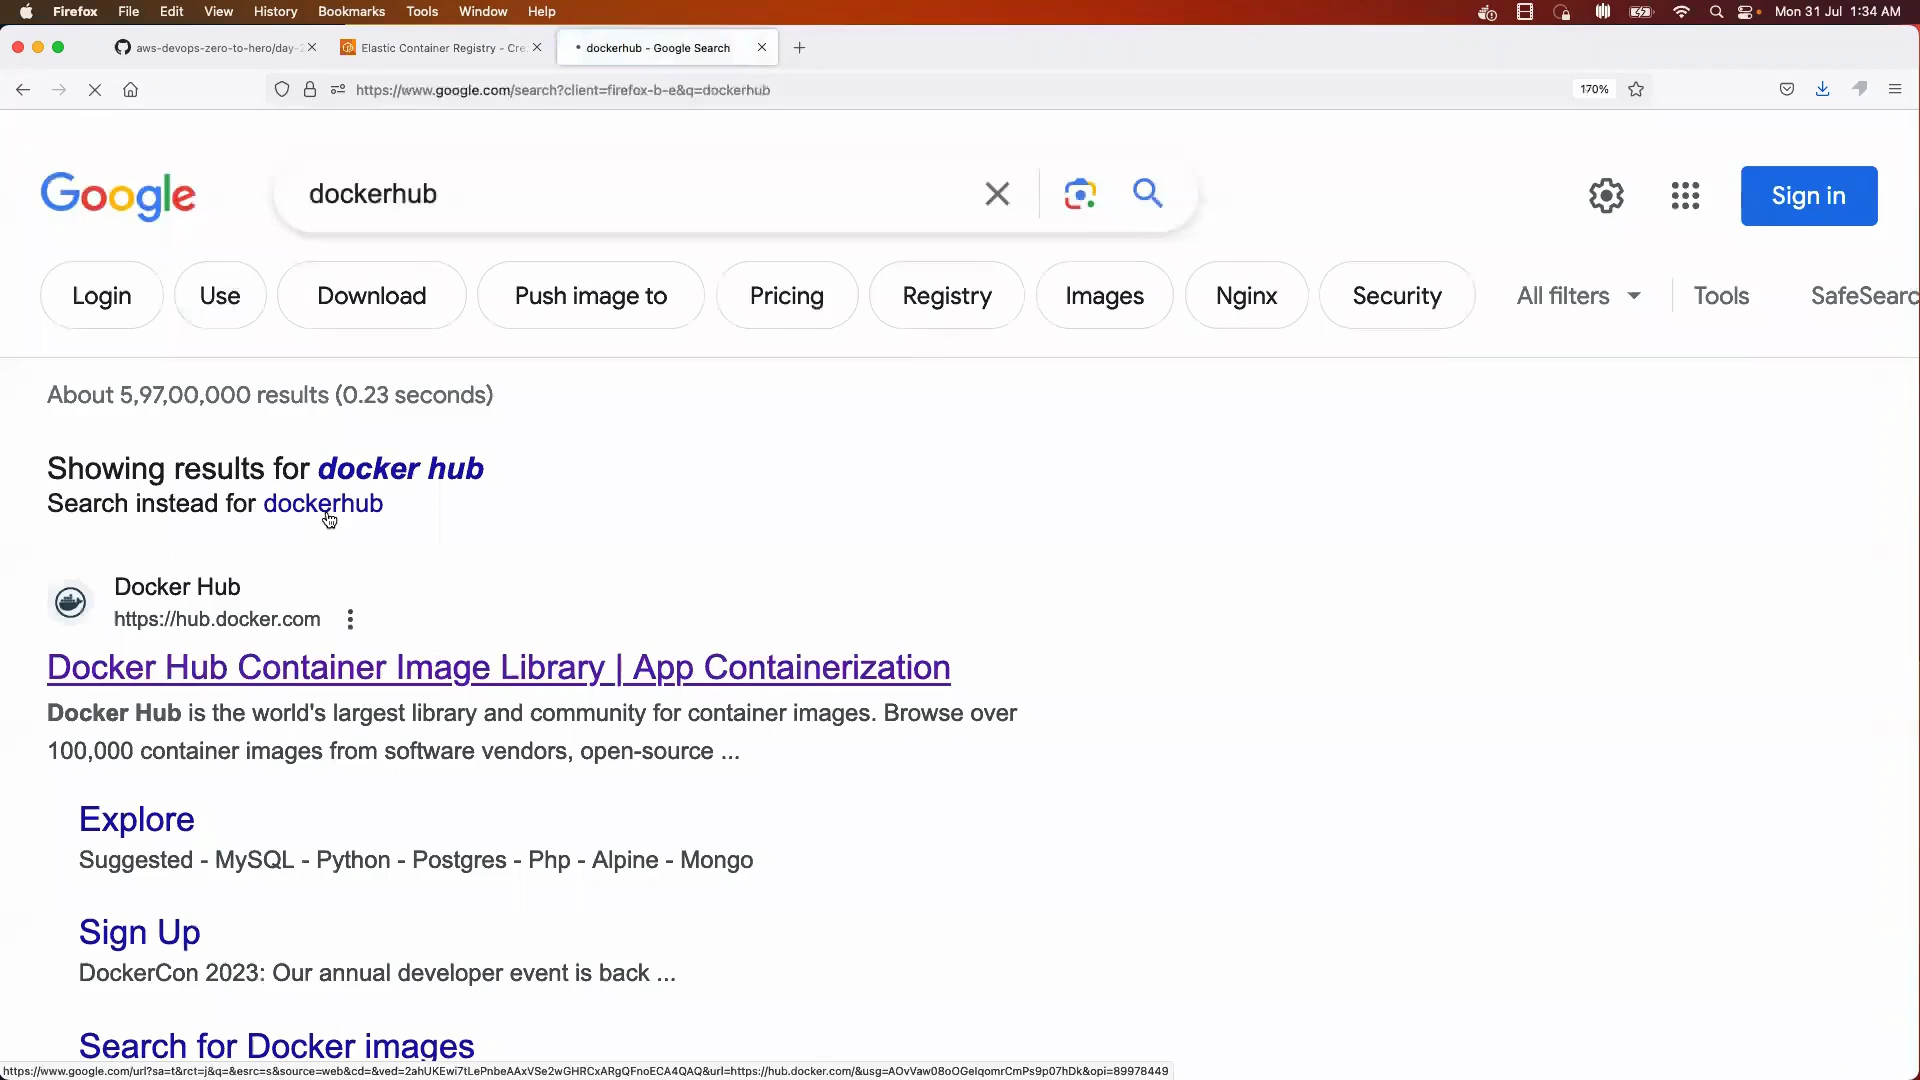 Firefox File Edit View History Bookmarks Tools Window Help Mon 31 Jul 1:34 AM
aws-devops-zero-to-hero/day- Elastic Container Registry - Cre dockerhub - Google Search
https://www.google.com/search?client=firefox-b-e&q=dockerhub 170%
Google dockerhub Sign in
Login Use Download Push image to Pricing Registry Images Nginx Security All filters Tools SafeSearc
About 5,97,00,000 results (0.23 seconds)
Showing results for docker hub
Search instead for dockerhub
Docker Hub
https://hub.docker.com
Docker Hub Container Image Library | App Containerization
Docker Hub is the world's largest library and community for container images. Browse over
100,000 container images from software vendors, open-source ...
Explore
Suggested - MySQL - Python - Postgres - Php - Alpine - Mongo
Sign Up
DockerCon 2023: Our annual developer event is back ...
Search for Docker images